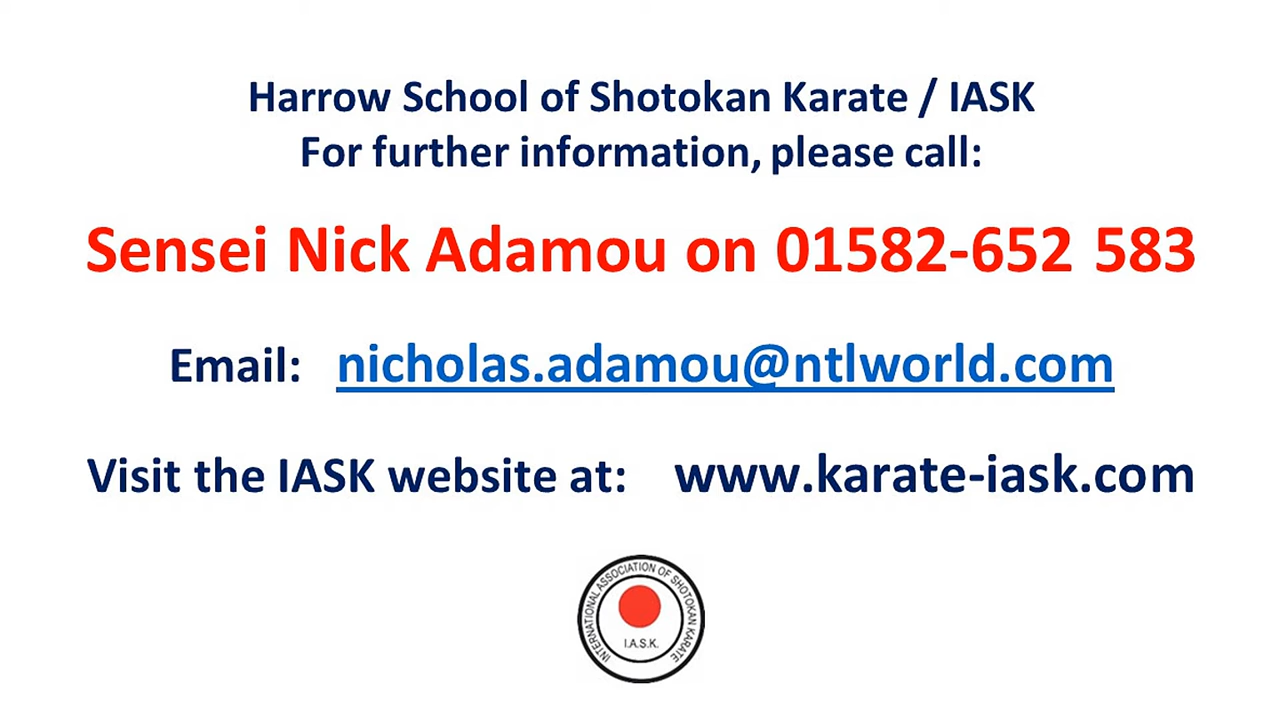 Harrow School of Shotokan Karate / IASK
For further information, please call:
Sensei Nick Adamou on 01582-652 583
Email: nicholas.adamou@ntlworld.com
Visit the IASK website at: www.karate-iask.com
INTERNATIONAL ASSOCIATION OF SHOTOKAN KARATE
I.A.S.K.